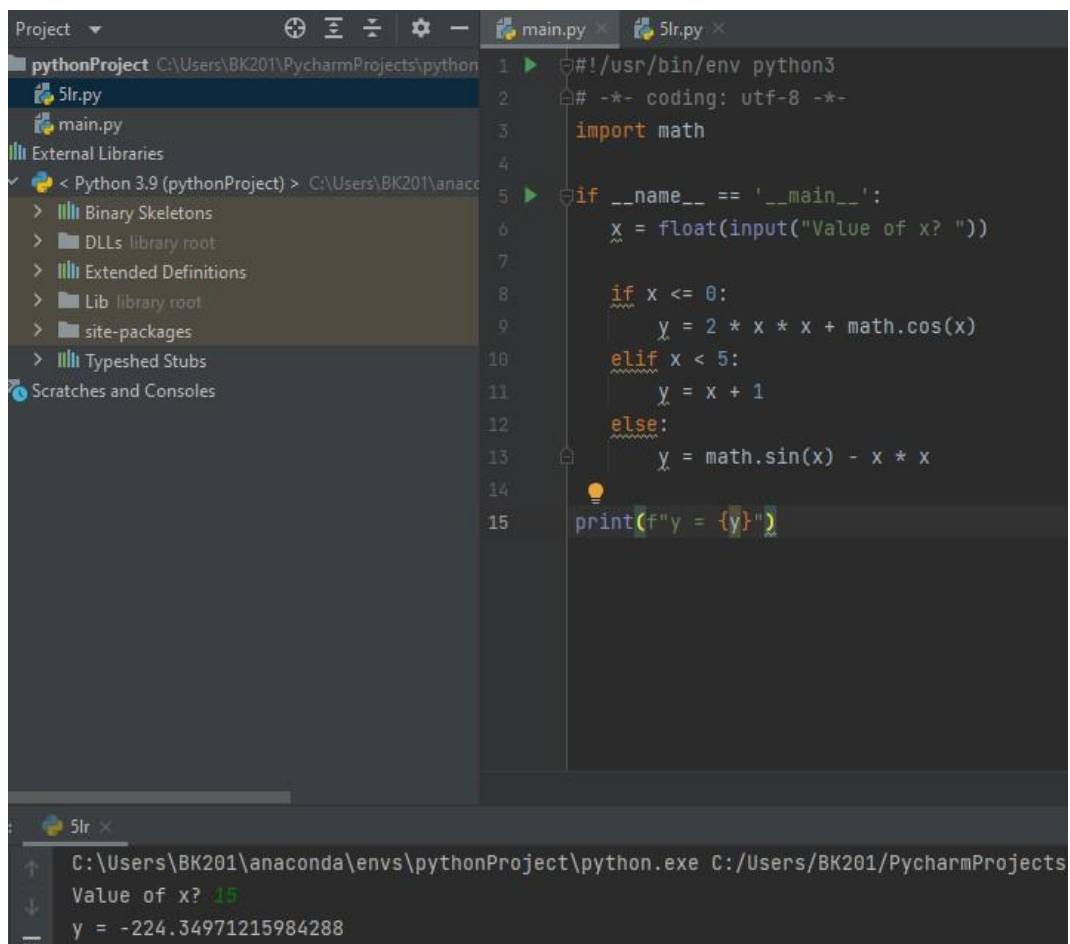 Project
pythonProject C:\Users\BK201\PycharmProjects\python
5lr.py
main.py
External Libraries
< Python 3.9 (pythonProject) > C:\Users\BK201\anaco
Binary Skeletons
DLLs library root
Extended Definitions
Lib library root
site-packages
Typeshed Stubs
Scratches and Consoles
main.py
5lr.py
1 #!/usr/bin/env python3
2 # -*- coding: utf-8 -*-
3 import math
4
5 if __name__ == '__main__':
6 x = float(input("Value of x? "))
7
8 if x <= 0:
9 y = 2 * x * x + math.cos(x)
10 elif x < 5:
11 y = x + 1
12 else:
13 y = math.sin(x) - x * x
14
15 print(f"y = {y}")
5lr
C:\Users\BK201\anaconda\envs\pythonProject\python.exe C:/Users/BK201/PycharmProjects
Value of x? 15
y = -224.34971215984288